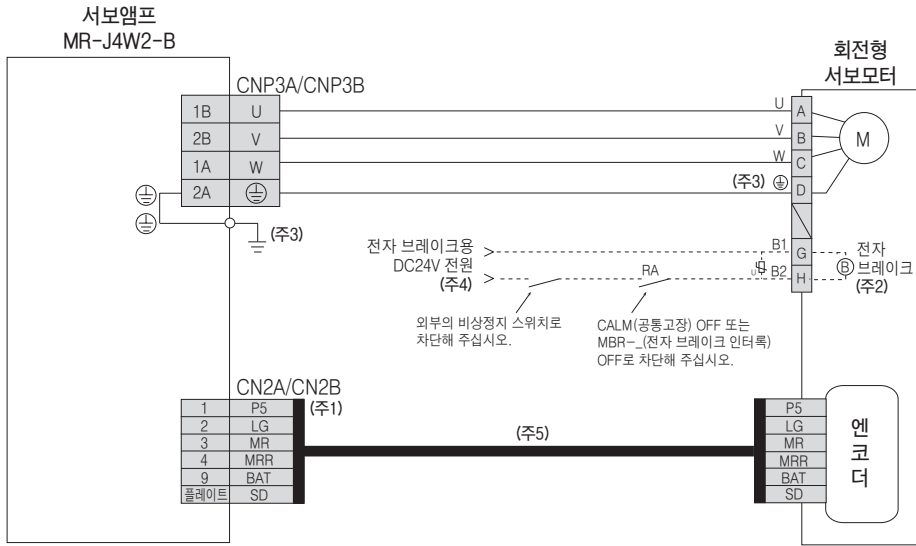 서보앰프
MR-J4W2-B
회전형
서보모터
CNP3A/CNP3B
1B U
2B V
1A W
2A
(주3)
U A
V B
W C
(주3) D
M
전자 브레이크용
DC24V 전원
(주4)
RA
B1 G
U B2 H
B
전자
브레이크
(주2)
외부의 비상정지 스위치로
차단해 주십시오.
CALM(공통고장) OFF 또는
MBR-_(전자 브레이크 인터록)
OFF로 차단해 주십시오.
CN2A/CN2B
(주1)
1 P5
2 LG
3 MR
4 MRR
9 BAT
플레이트 SD
(주5)
P5
LG
MR
MRR
BAT
SD
엔
코
더